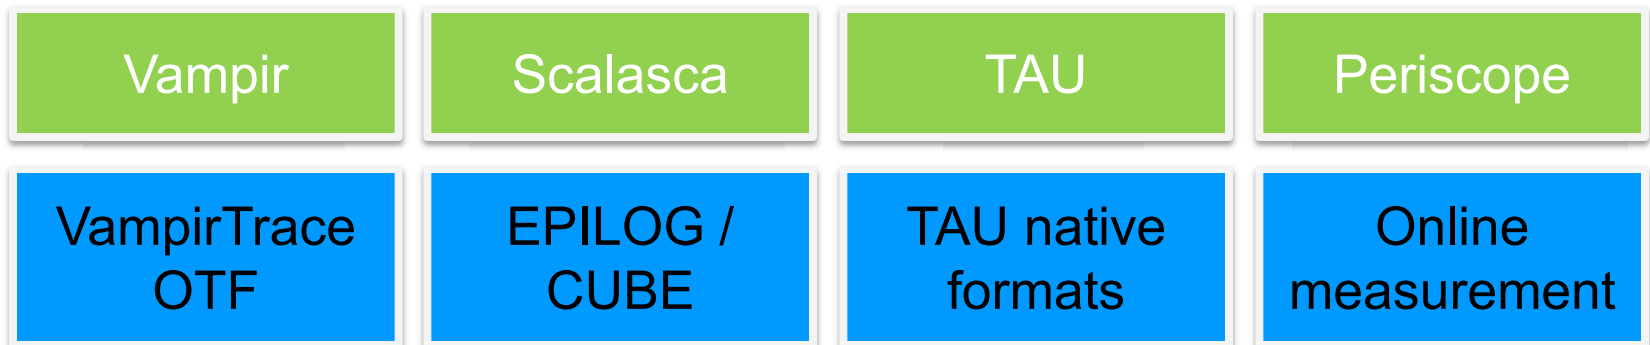 Vampir
Scalasca
TAU
Periscope
VampirTrace
OTF
EPILOG /
CUBE
TAU native
formats
Online
measurement